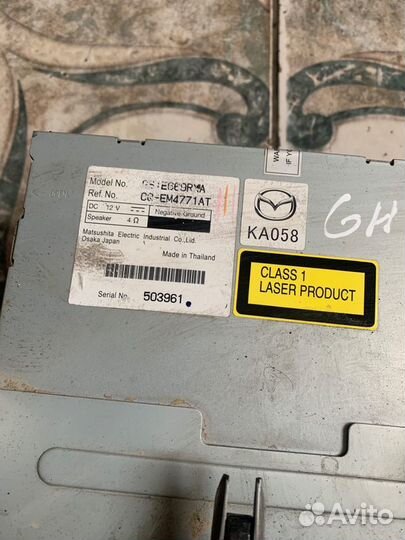 Model No.
Ref. No. CQ-EM4771AT
DC 12 V Negative Ground
Speaker 4 Ω
Matsushita Electric Industrial Co.,Ltd.
Osaka Japan
Made in Thailand
Serial No. 503961
KA058
CLASS 1
LASER PRODUCT
GH
Avito